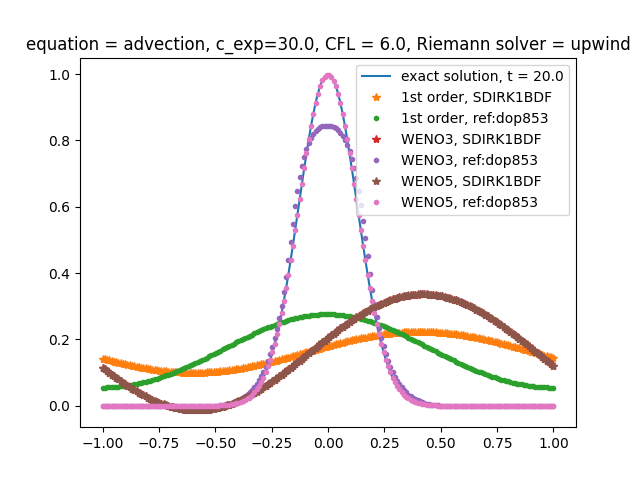 equation = advection, c_exp=30.0, CFL = 6.0, Riemann solver = upwind
exact solution, t = 20.0
1st order, SDIRK1BDF
1st order, ref:dop853
WENO3, SDIRK1BDF
WENO3, ref:dop853
WENO5, SDIRK1BDF
WENO5, ref:dop853
1.0
0.8
0.6
0.4
0.2
0.0
−1.00 −0.75 −0.50 −0.25 0.00 0.25 0.50 0.75 1.00